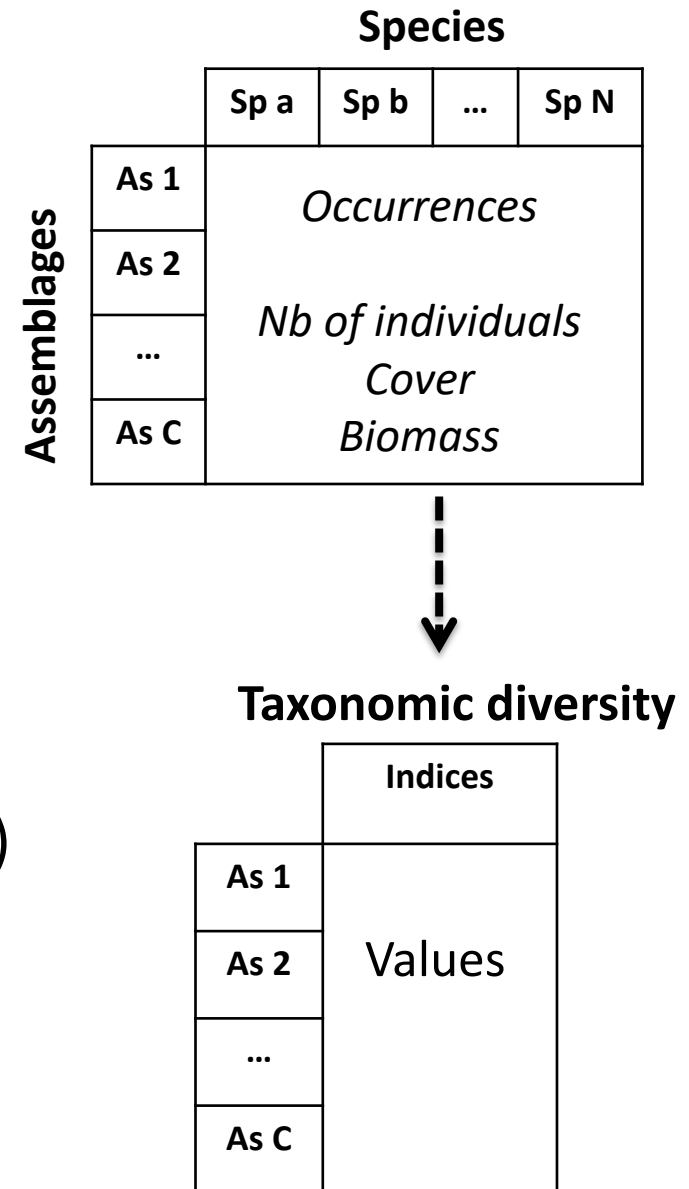 Species
Sp a Sp b … Sp N
Assemblages
As 1
As 2
…
As C
Occurrences
Nb of individuals
Cover
Biomass
Taxonomic diversity
Indices
)
As 1
As 2
…
As C
Values